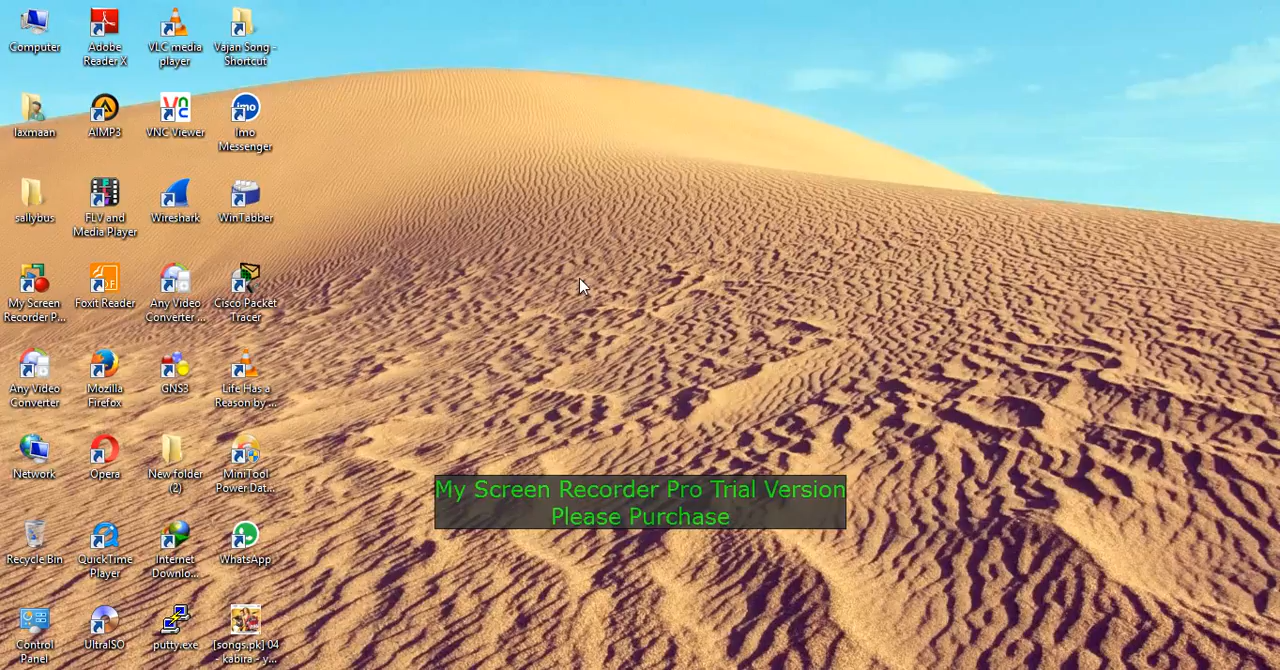 Computer
Adobe
Reader X
VLC media
player
Vajan Song -
Shortcut
laxmaan
AIMP3
VNC Viewer
Imo
Messenger
sallybus
FLV and
Media Player
Wireshark
WinTabber
My Screen
Recorder P...
Foxit Reader
Any Video
Converter ...
Cisco Packet
Tracer
Any Video
Converter
Mozilla
Firefox
GNS3
Life Has a
Reason by ...
Network
Opera
New folder
(2)
MiniTool
Power Dat...
My Screen Recorder Pro Trial Version
Please Purchase
Recycle Bin
QuickTime
Player
Internet
Downlo...
WhatsApp
Control
Panel
UltraISO
putty.exe
[songs.pk] 04
- kabira - y...